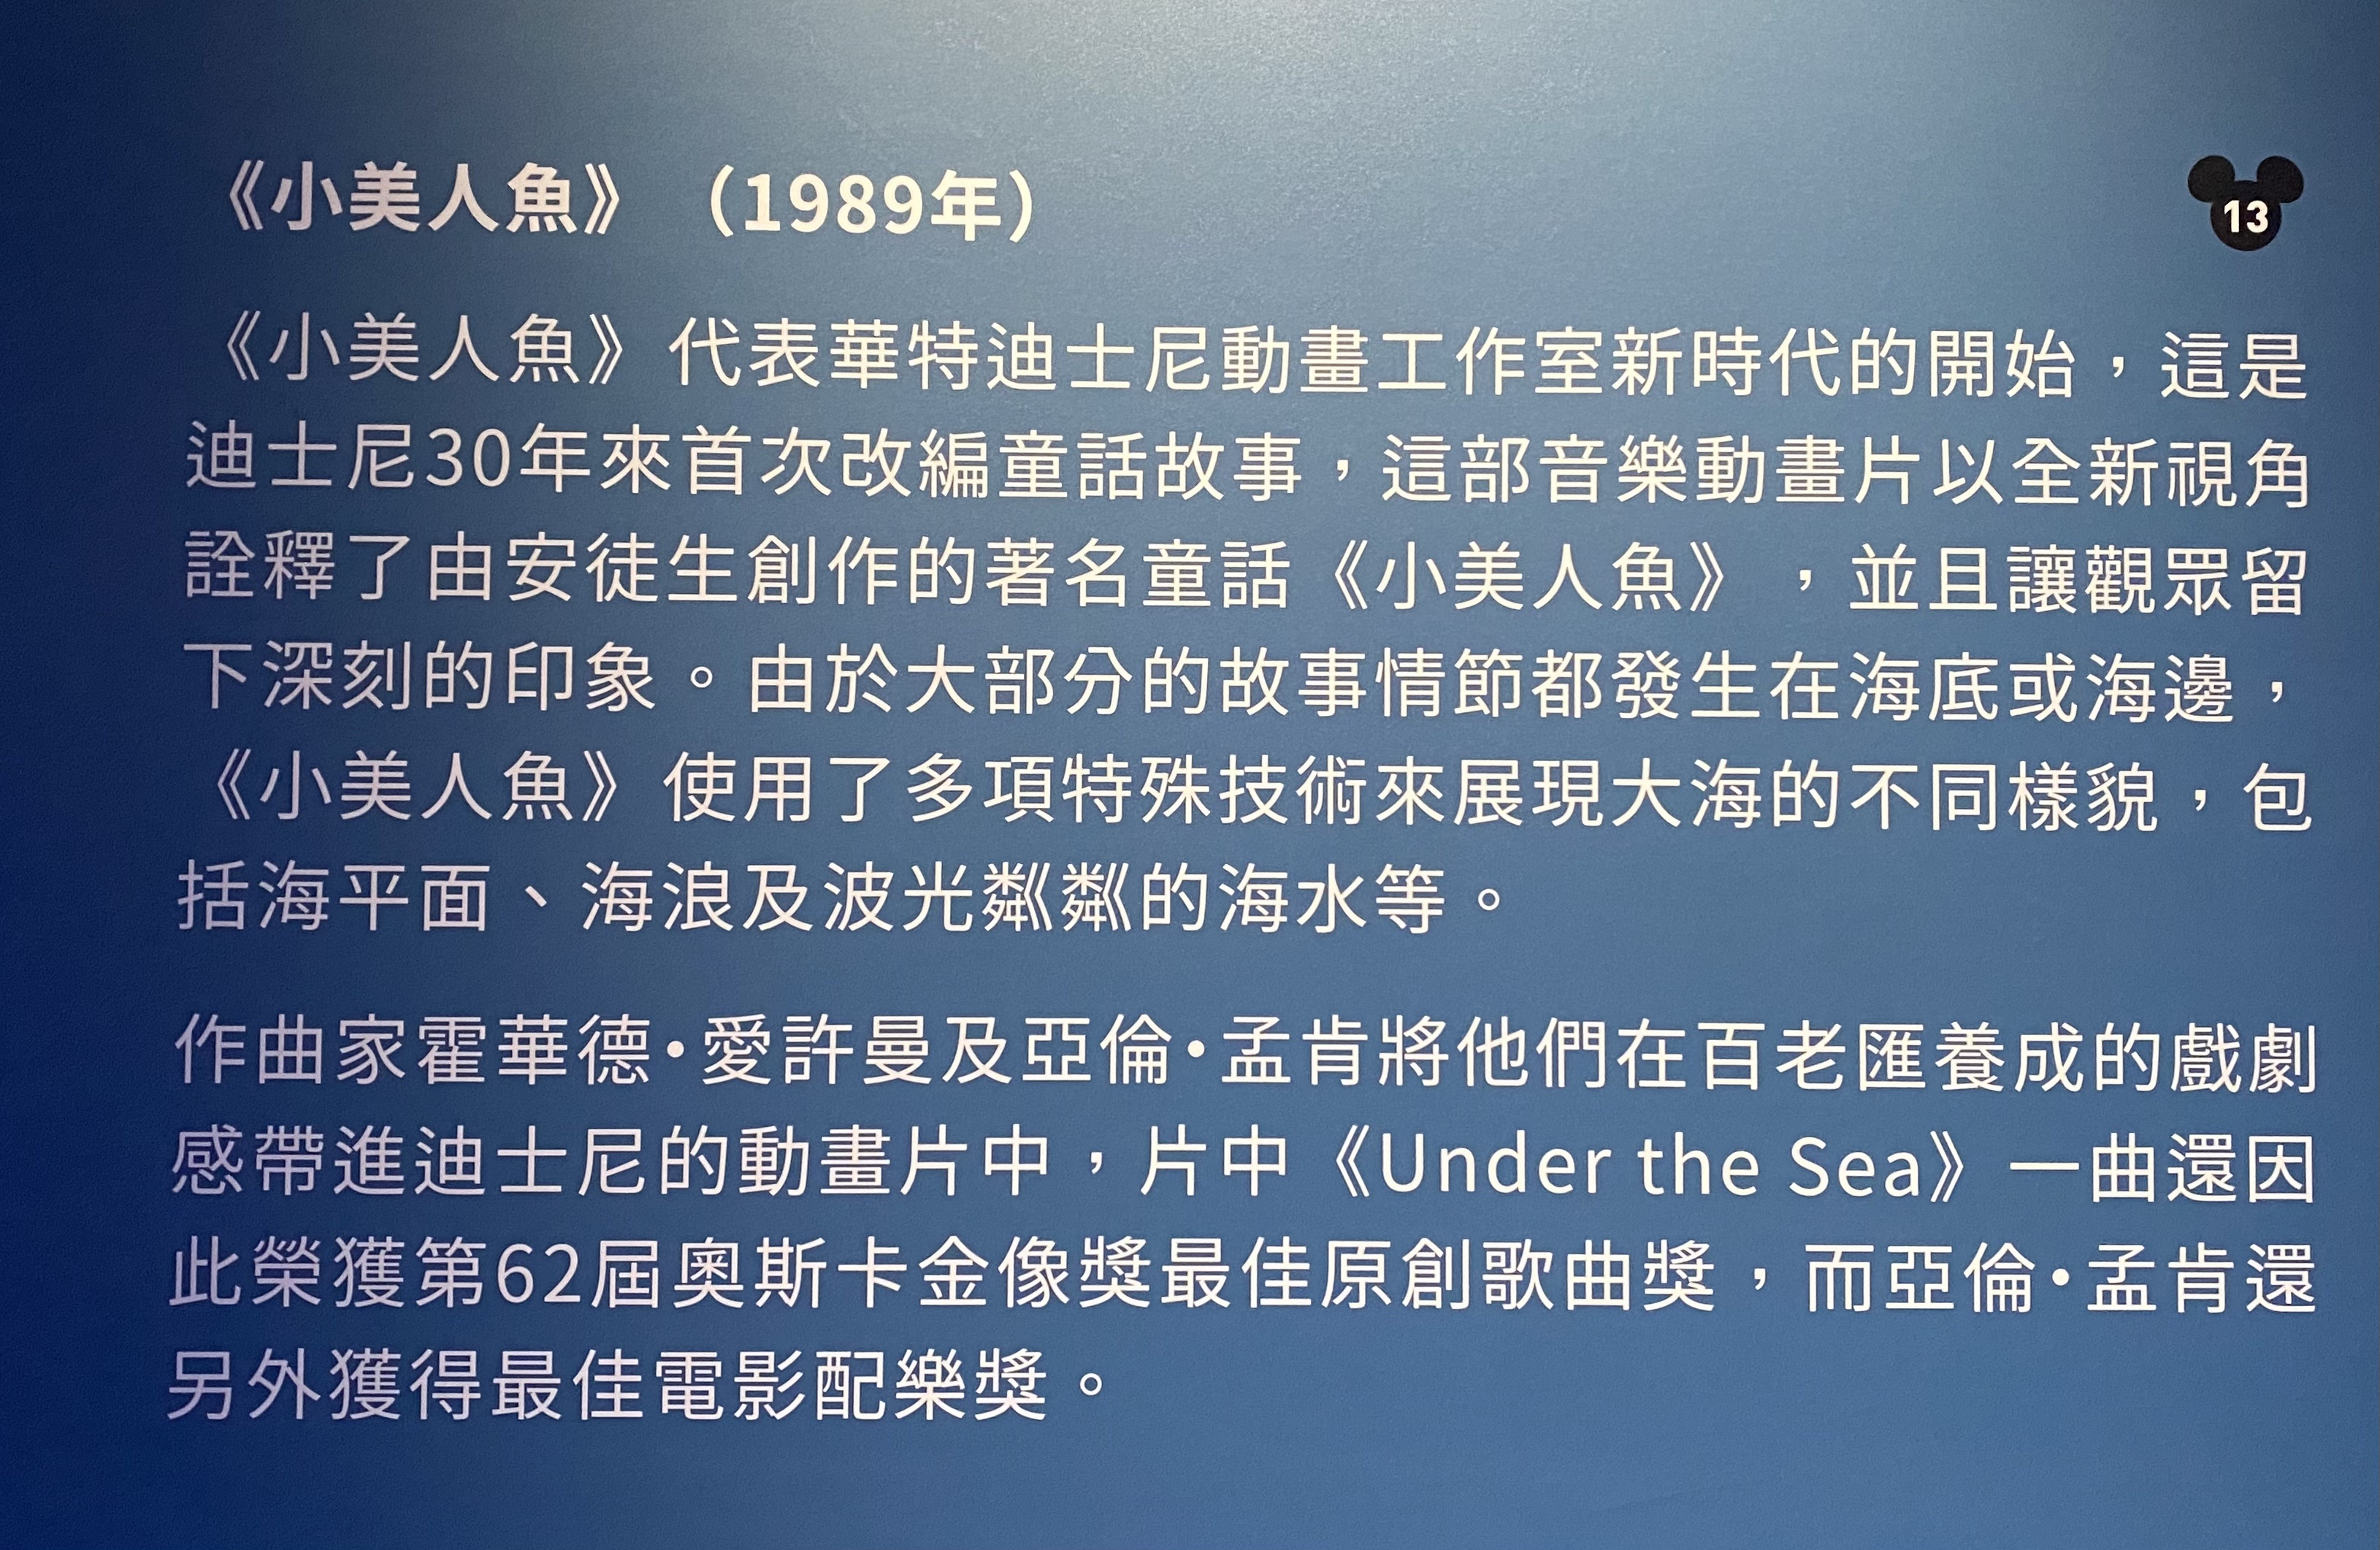 《小美人魚》（1989年）
13
《小美人魚》代表華特迪士尼動畫工作室新時代的開始，這是
迪士尼30年來首次改編童話故事，這部音樂動畫片以全新視角
詮釋了由安徒生創作的著名童話《小美人魚》，並且讓觀眾留
下深刻的印象。由於大部分的故事情節都發生在海底或海邊，
《小美人魚》使用了多項特殊技術來展現大海的不同樣貌，包
括海平面、海浪及波光粼粼的海水等。
作曲家霍華德•愛許曼及亞倫•孟肯將他們在百老匯養成的戲劇
感帶進迪士尼的動畫片中，片中《Under the Sea》一曲還因
此榮獲第62屆奧斯卡金像獎最佳原創歌曲獎，而亞倫•孟肯還
另外獲得最佳電影配樂獎。